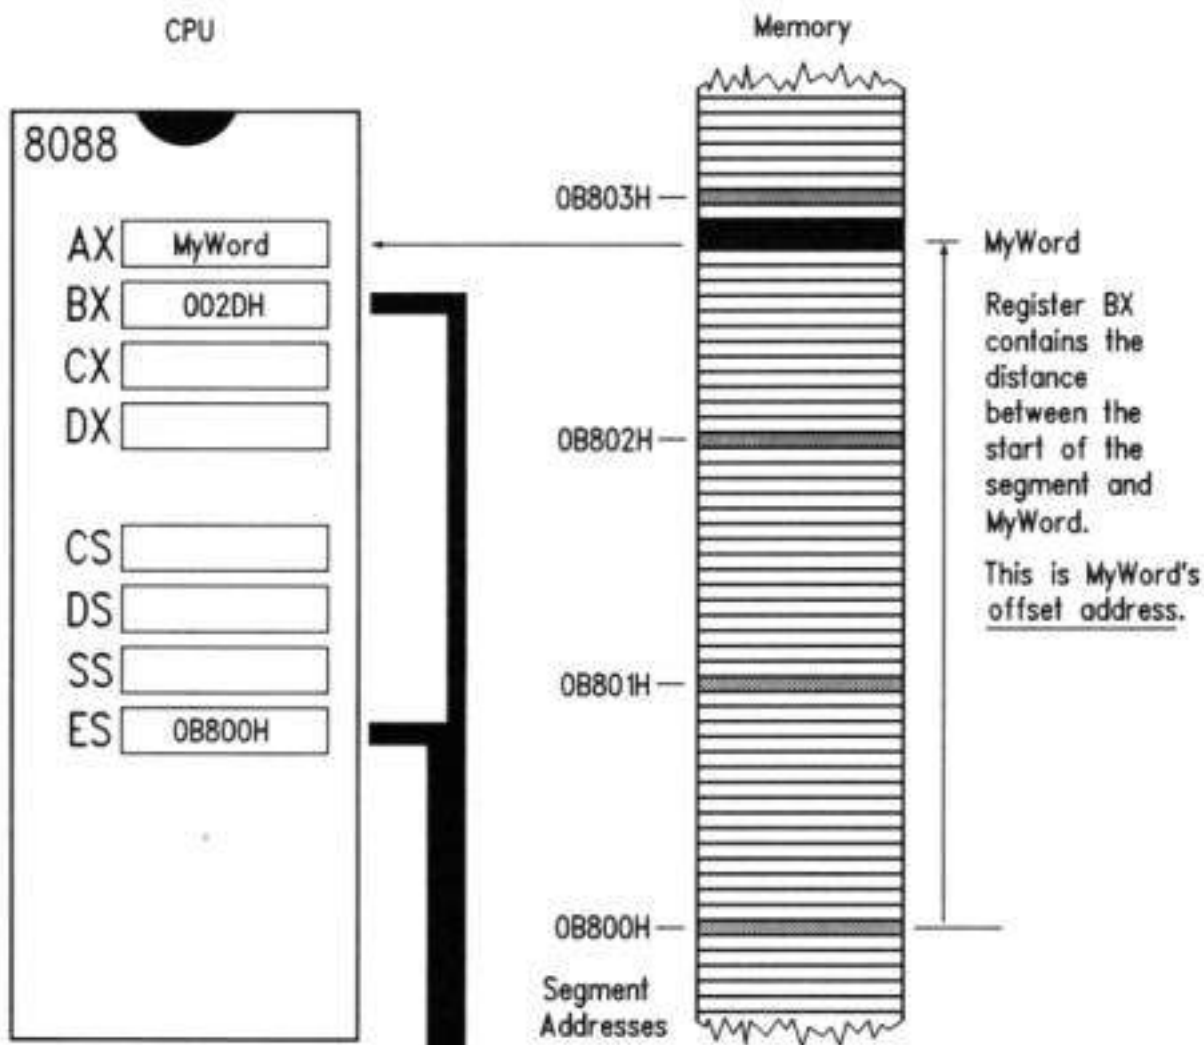 CPU
Memory
8088
AX MyWord
BX 002DH
CX
DX
CS
DS
SS
ES 0B800H
0B803H
0B802H
0B801H
0B800H
Segment
Addresses
MyWord
Register BX
contains the
distance
between the
start of the
segment and
MyWord.
This is MyWord's
offset address.